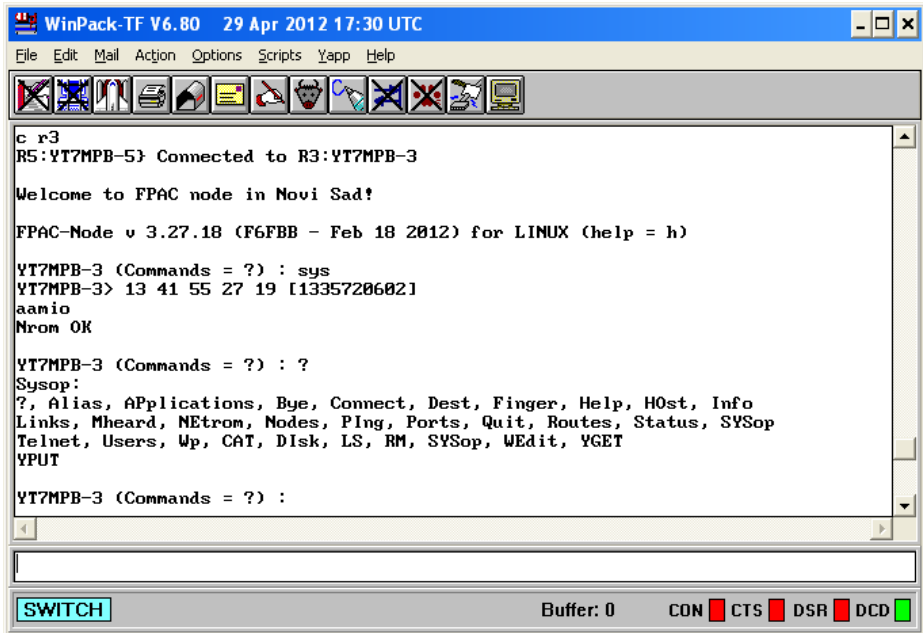 WinPack-TF V6.80 29 Apr 2012 17:30 UTC
File Edit Mail Action Options Scripts Yapp Help
c r3
R5:YT7MPB-5} Connected to R3:YT7MPB-3
Welcome to FPAC node in Novi Sad!
FPAC-Node v 3.27.18 (F6FBB - Feb 18 2012) for LINUX (help = h)
YT7MPB-3 (Commands = ?) : sys
YT7MPB-3> 13 41 55 27 19 [1335720602]
aamio
Nrom OK
YT7MPB-3 (Commands = ?) : ?
Sysop:
?, Alias, APplications, Bye, Connect, Dest, Finger, Help, HOst, Info
Links, Mheard, NEtrom, Nodes, PIng, Ports, Quit, Routes, Status, SYSop
Telnet, Users, Wp, CAT, DIsk, LS, RM, SYSop, WEdit, YGET
YPUT
YT7MPB-3 (Commands = ?) :
SWITCH Buffer: 0 CON CTS DSR DCD